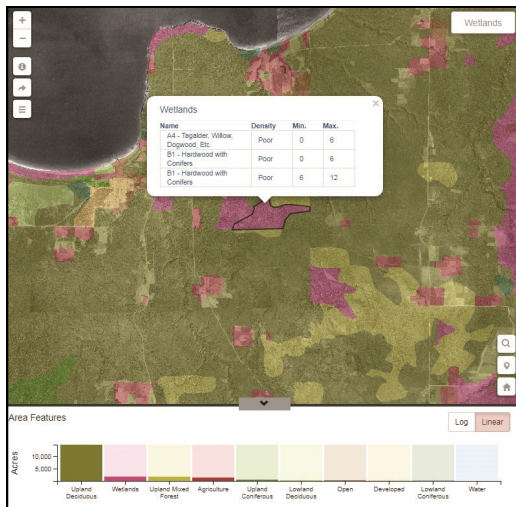 +
Wetlands
−
Wetlands ×
Name Density Min. Max.
A4 - Tagalder, Willow,
Dogwood, Etc. Poor 0 6
B1 - Hardwood with
Conifers Poor 0 6
B1 - Hardwood with
Conifers Poor 6 12
Area Features
Log Linear
Acres
10,000
5,000
Upland
Deciduous
Wetlands
Upland Mixed
Forest
Agriculture
Upland
Coniferous
Lowland
Deciduous
Open
Developed
Lowland
Coniferous
Water